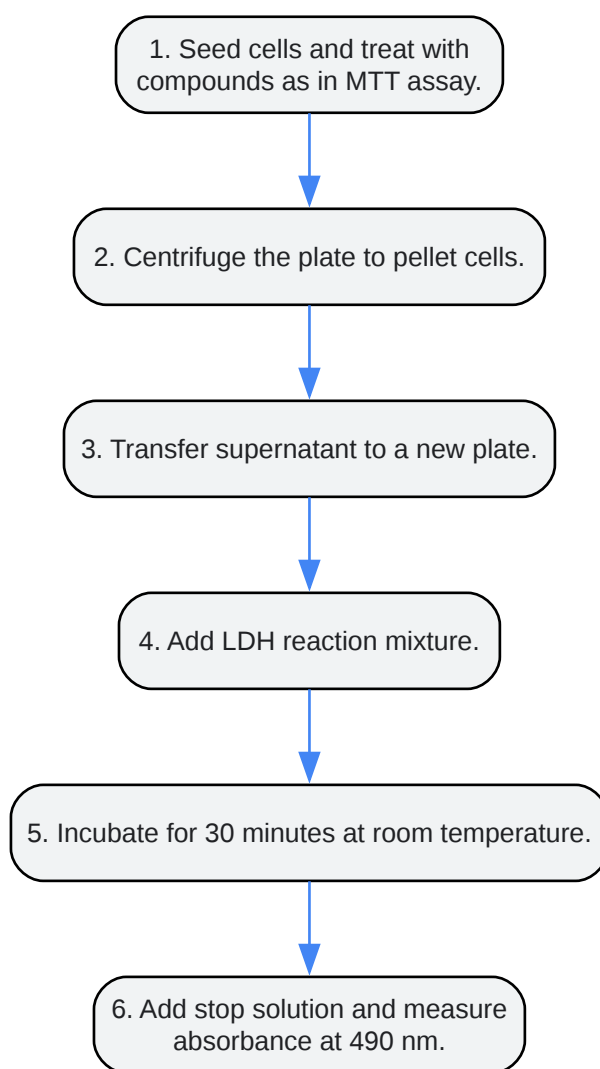 1. Seed cells and treat with
compounds as in MTT assay.
2. Centrifuge the plate to pellet cells.
3. Transfer supernatant to a new plate.
4. Add LDH reaction mixture.
5. Incubate for 30 minutes at room temperature.
6. Add stop solution and measure
absorbance at 490 nm.